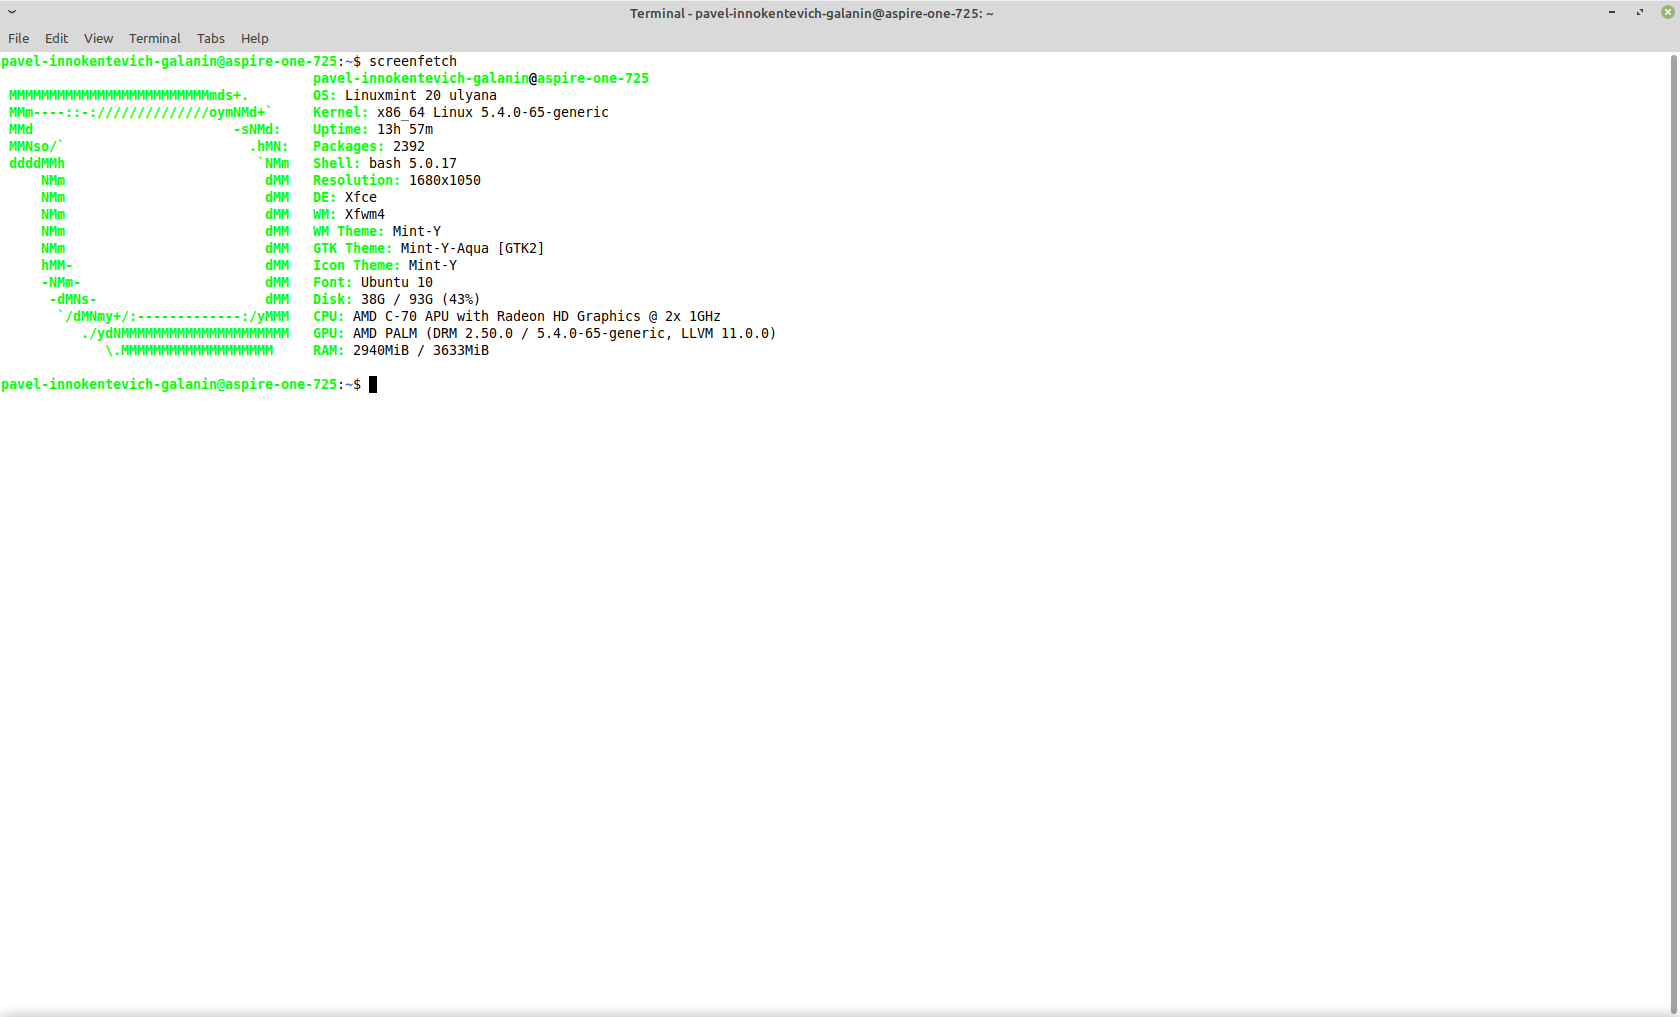 Terminal - pavel-innokentevich-galanin@aspire-one-725: ~
File Edit View Terminal Tabs Help
pavel-innokentevich-galanin@aspire-one-725:~$ screenfetch
                                       pavel-innokentevich-galanin@aspire-one-725
 MMMMMMMMMMMMMMMMMMMMMMMMMmds+.        OS: Linuxmint 20 ulyana
 MMm----::-://////////////oymNMd+`     Kernel: x86_64 Linux 5.4.0-65-generic
 MMd                         -sNMd:    Uptime: 13h 57m
 MMNso/`                       .hMN:   Packages: 2392
 ddddMMh                        `NMm   Shell: bash 5.0.17
     NMm                         dMM   Resolution: 1680x1050
     NMm                         dMM   DE: Xfce
     NMm                         dMM   WM: Xfwm4
     NMm                         dMM   WM Theme: Mint-Y
     NMm                         dMM   GTK Theme: Mint-Y-Aqua [GTK2]
     hMM-                        dMM   Icon Theme: Mint-Y
     -NMm-                       dMM   Font: Ubuntu 10
      -dMNs-                     dMM   Disk: 38G / 93G (43%)
       `/dMNmy+/:-------------:/yMMM   CPU: AMD C-70 APU with Radeon HD Graphics @ 2x 1GHz
          ./ydNMMMMMMMMMMMMMMMMMMMMM   GPU: AMD PALM (DRM 2.50.0 / 5.4.0-65-generic, LLVM 11.0.0)
             \.MMMMMMMMMMMMMMMMMMM     RAM: 2940MiB / 3633MiB
pavel-innokentevich-galanin@aspire-one-725:~$